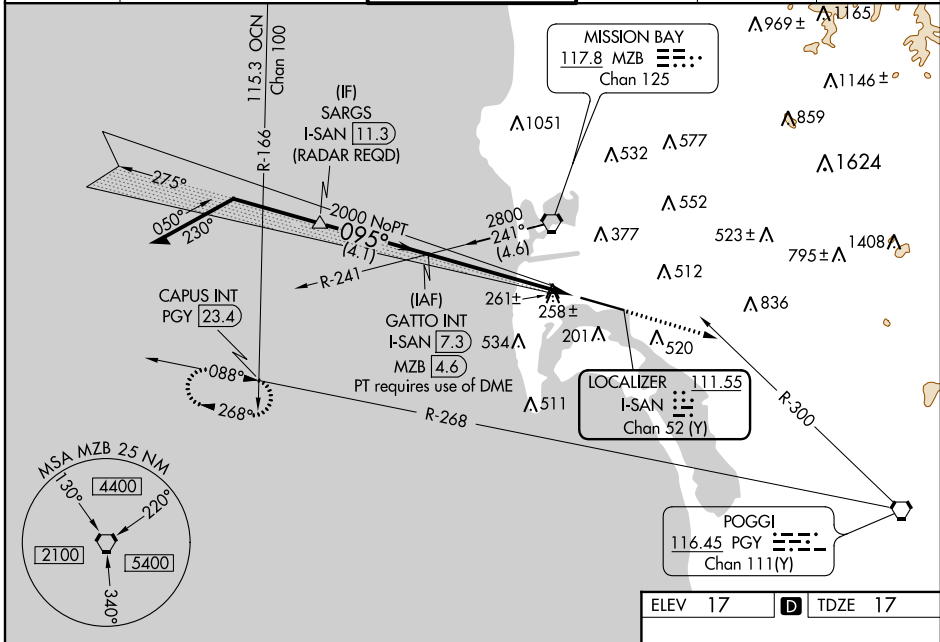 115.3 OCN
Chan 100
R-166
(IF)
SARGS
I-SAN 11.3
(RADAR REQD)
MISSION BAY
117.8 MZB
Chan 125
969 ±
1165
1146 ±
859
1624
1051
532
577
552
377
523 ±
795 ±
1408
512
836
275°
050°
230°
2000 NoPT
095°
(4.1)
2800
241°
(4.6)
R-241
(IAF)
GATTO INT
I-SAN 7.3
MZB 4.6
PT requires use of DME
261 ±
258 ±
534
201
520
511
CAPUS INT
PGY 23.4
088°
268°
R-268
LOCALIZER 111.55
I-SAN
Chan 52 (Y)
R-300
POGGI
116.45 PGY
Chan 111(Y)
MSA MZB 25 NM
130°
4400
220°
2100
5400
340°
ELEV 17 D TDZE 17